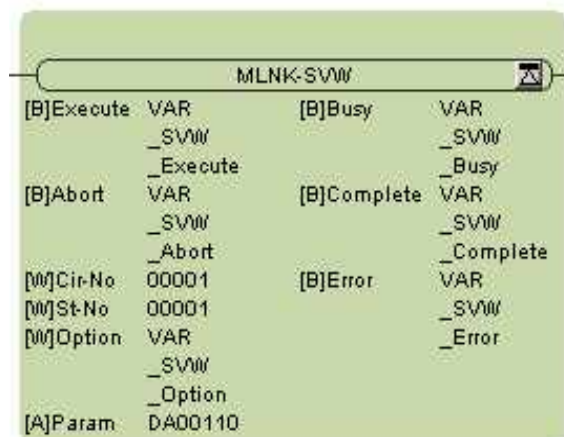 MLNK-SVW
[B]Execute VAR [B]Busy VAR
_SVW _SVW
_Execute _Busy
[B]Abort VAR [B]Complete VAR
_SVW _SVW
_Abort _Complete
[W]Cir-No 00001 [B]Error VAR
[W]St-No 00001 _SVW
[W]Option VAR _Error
_SVW
_Option
[A]Param DA00110